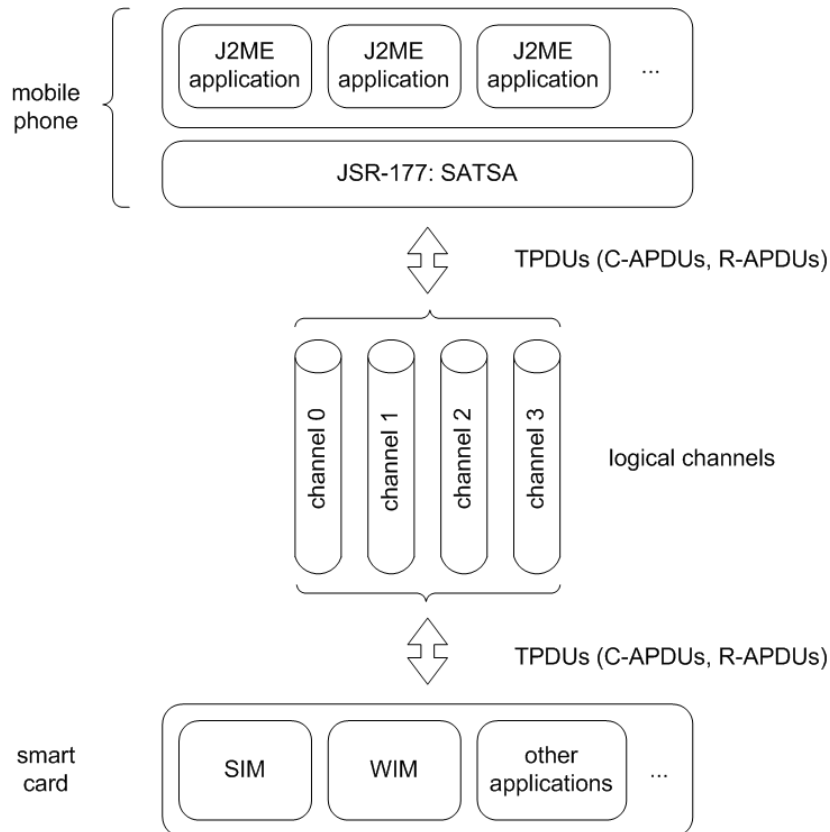 J2ME
application
J2ME
application
J2ME
application
...
mobile
phone
JSR-177: SATSA
TPDUs (C-APDUs, R-APDUs)
channel 0
channel 1
channel 2
channel 3
logical channels
TPDUs (C-APDUs, R-APDUs)
smart
card
SIM
WIM
other
applications
...